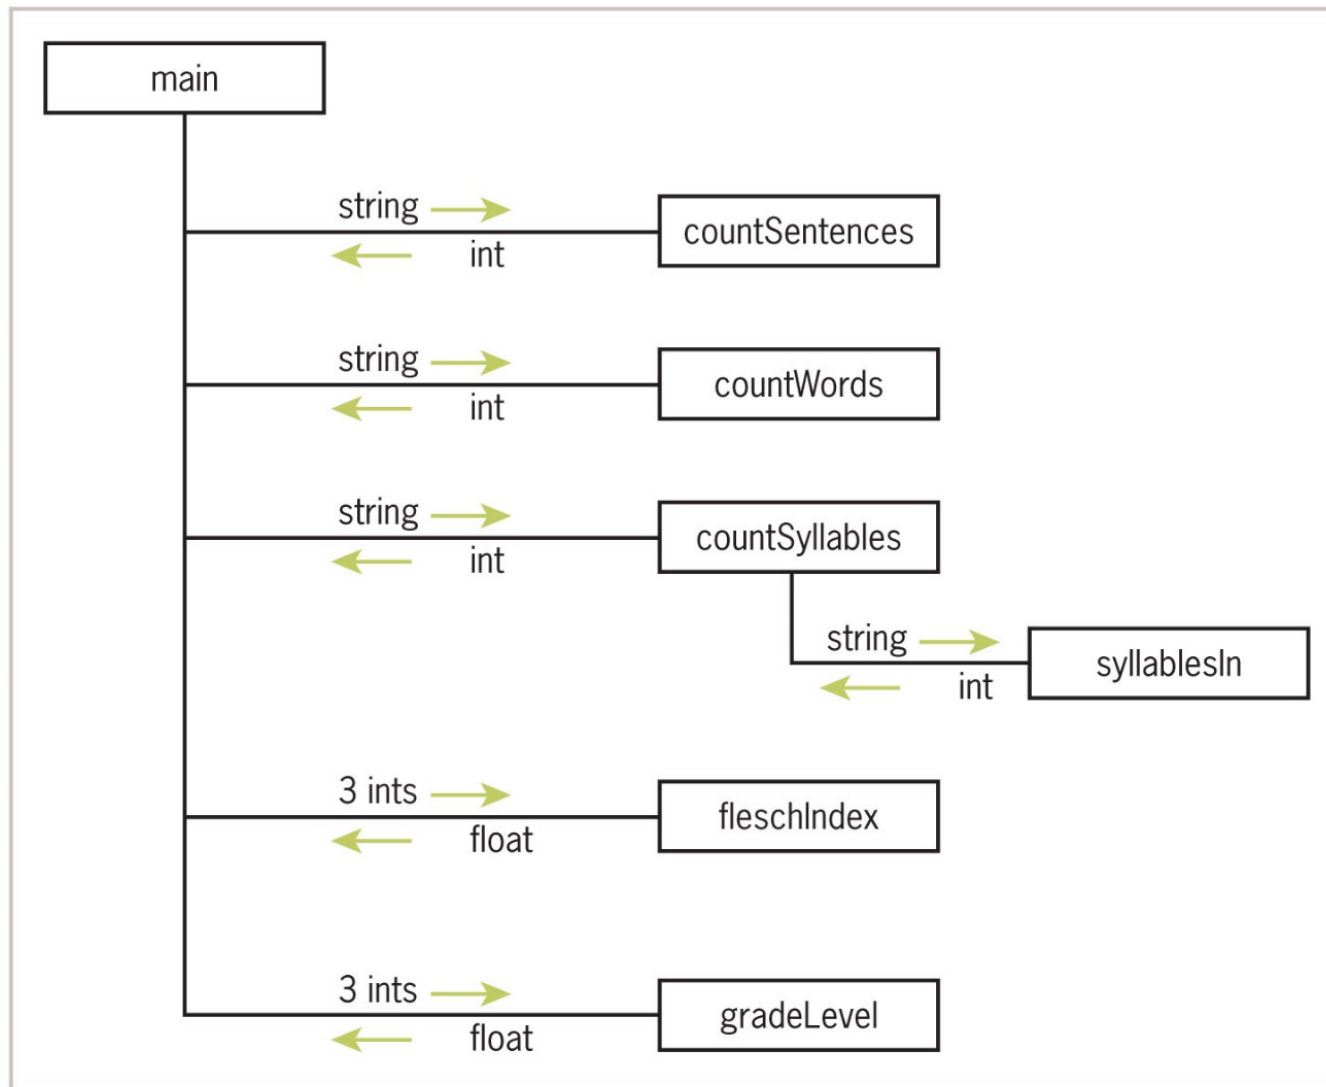 main
string
countSentences
int
string
countWords
int
string
countSyllables
int
string
syllablesIn
int
3 ints
fleschIndex
float
3 ints
gradeLevel
float